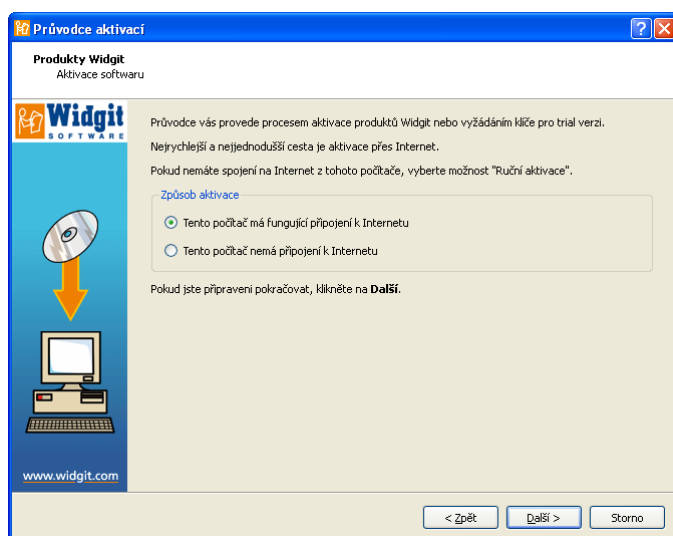 Průvodce aktivací
Produkty Widgit
Aktivace softwaru
Widgit
SOFTWARE
Průvodce vás provede procesem aktivace produktů Widgit nebo vyžádáním klíče pro trial verzi.
Nejrychlejší a nejjednodušší cesta je aktivace přes Internet.
Pokud nemáte spojení na Internet z tohoto počítače, vyberte možnost "Ruční aktivace".
Způsob aktivace
Tento počítač má fungující připojení k Internetu
Tento počítač nemá připojení k Internetu
Pokud jste připraveni pokračovat, klikněte na Další.
www.widgit.com
< Zpět
Další >
Storno